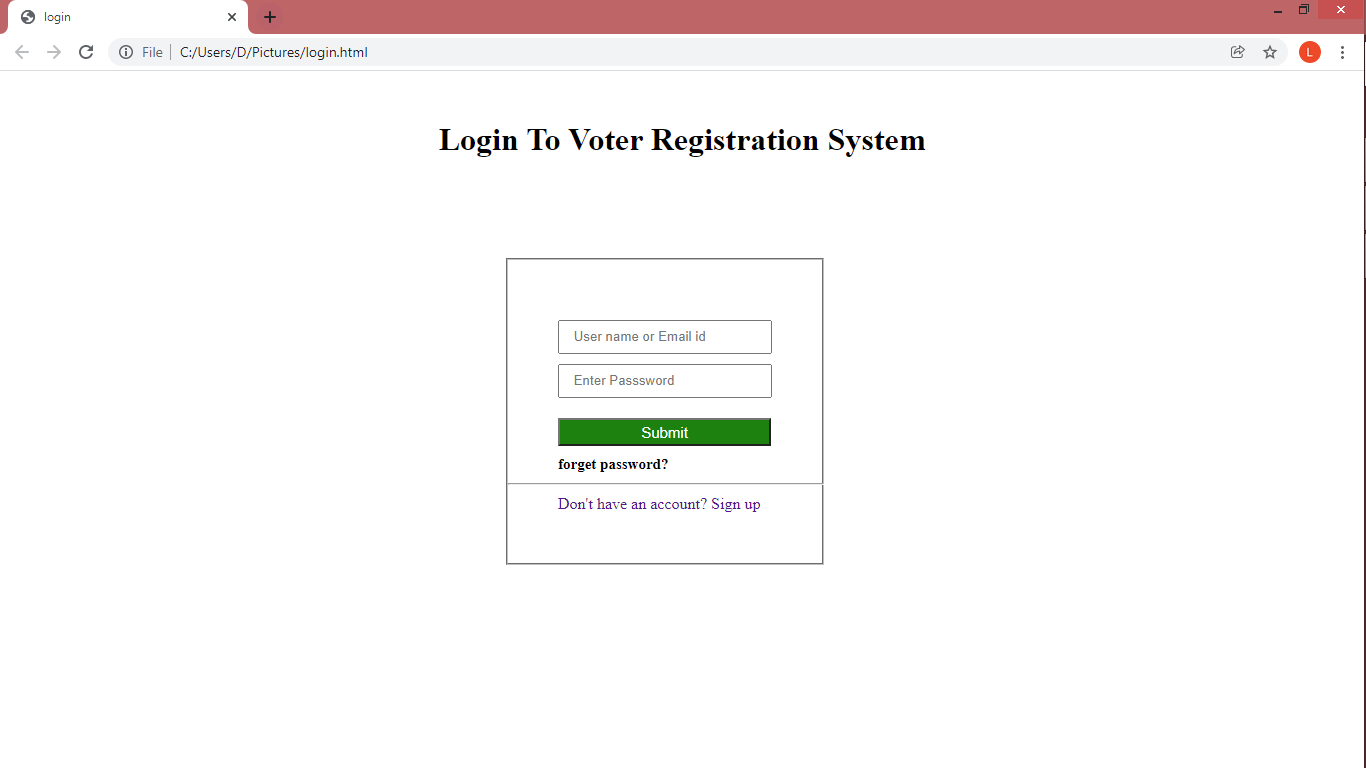 login
File
C:/Users/D/Pictures/login.html
L
Login To Voter Registration System
User name or Email id
Enter Passsword
Submit
forget password?
Don't have an account? Sign up